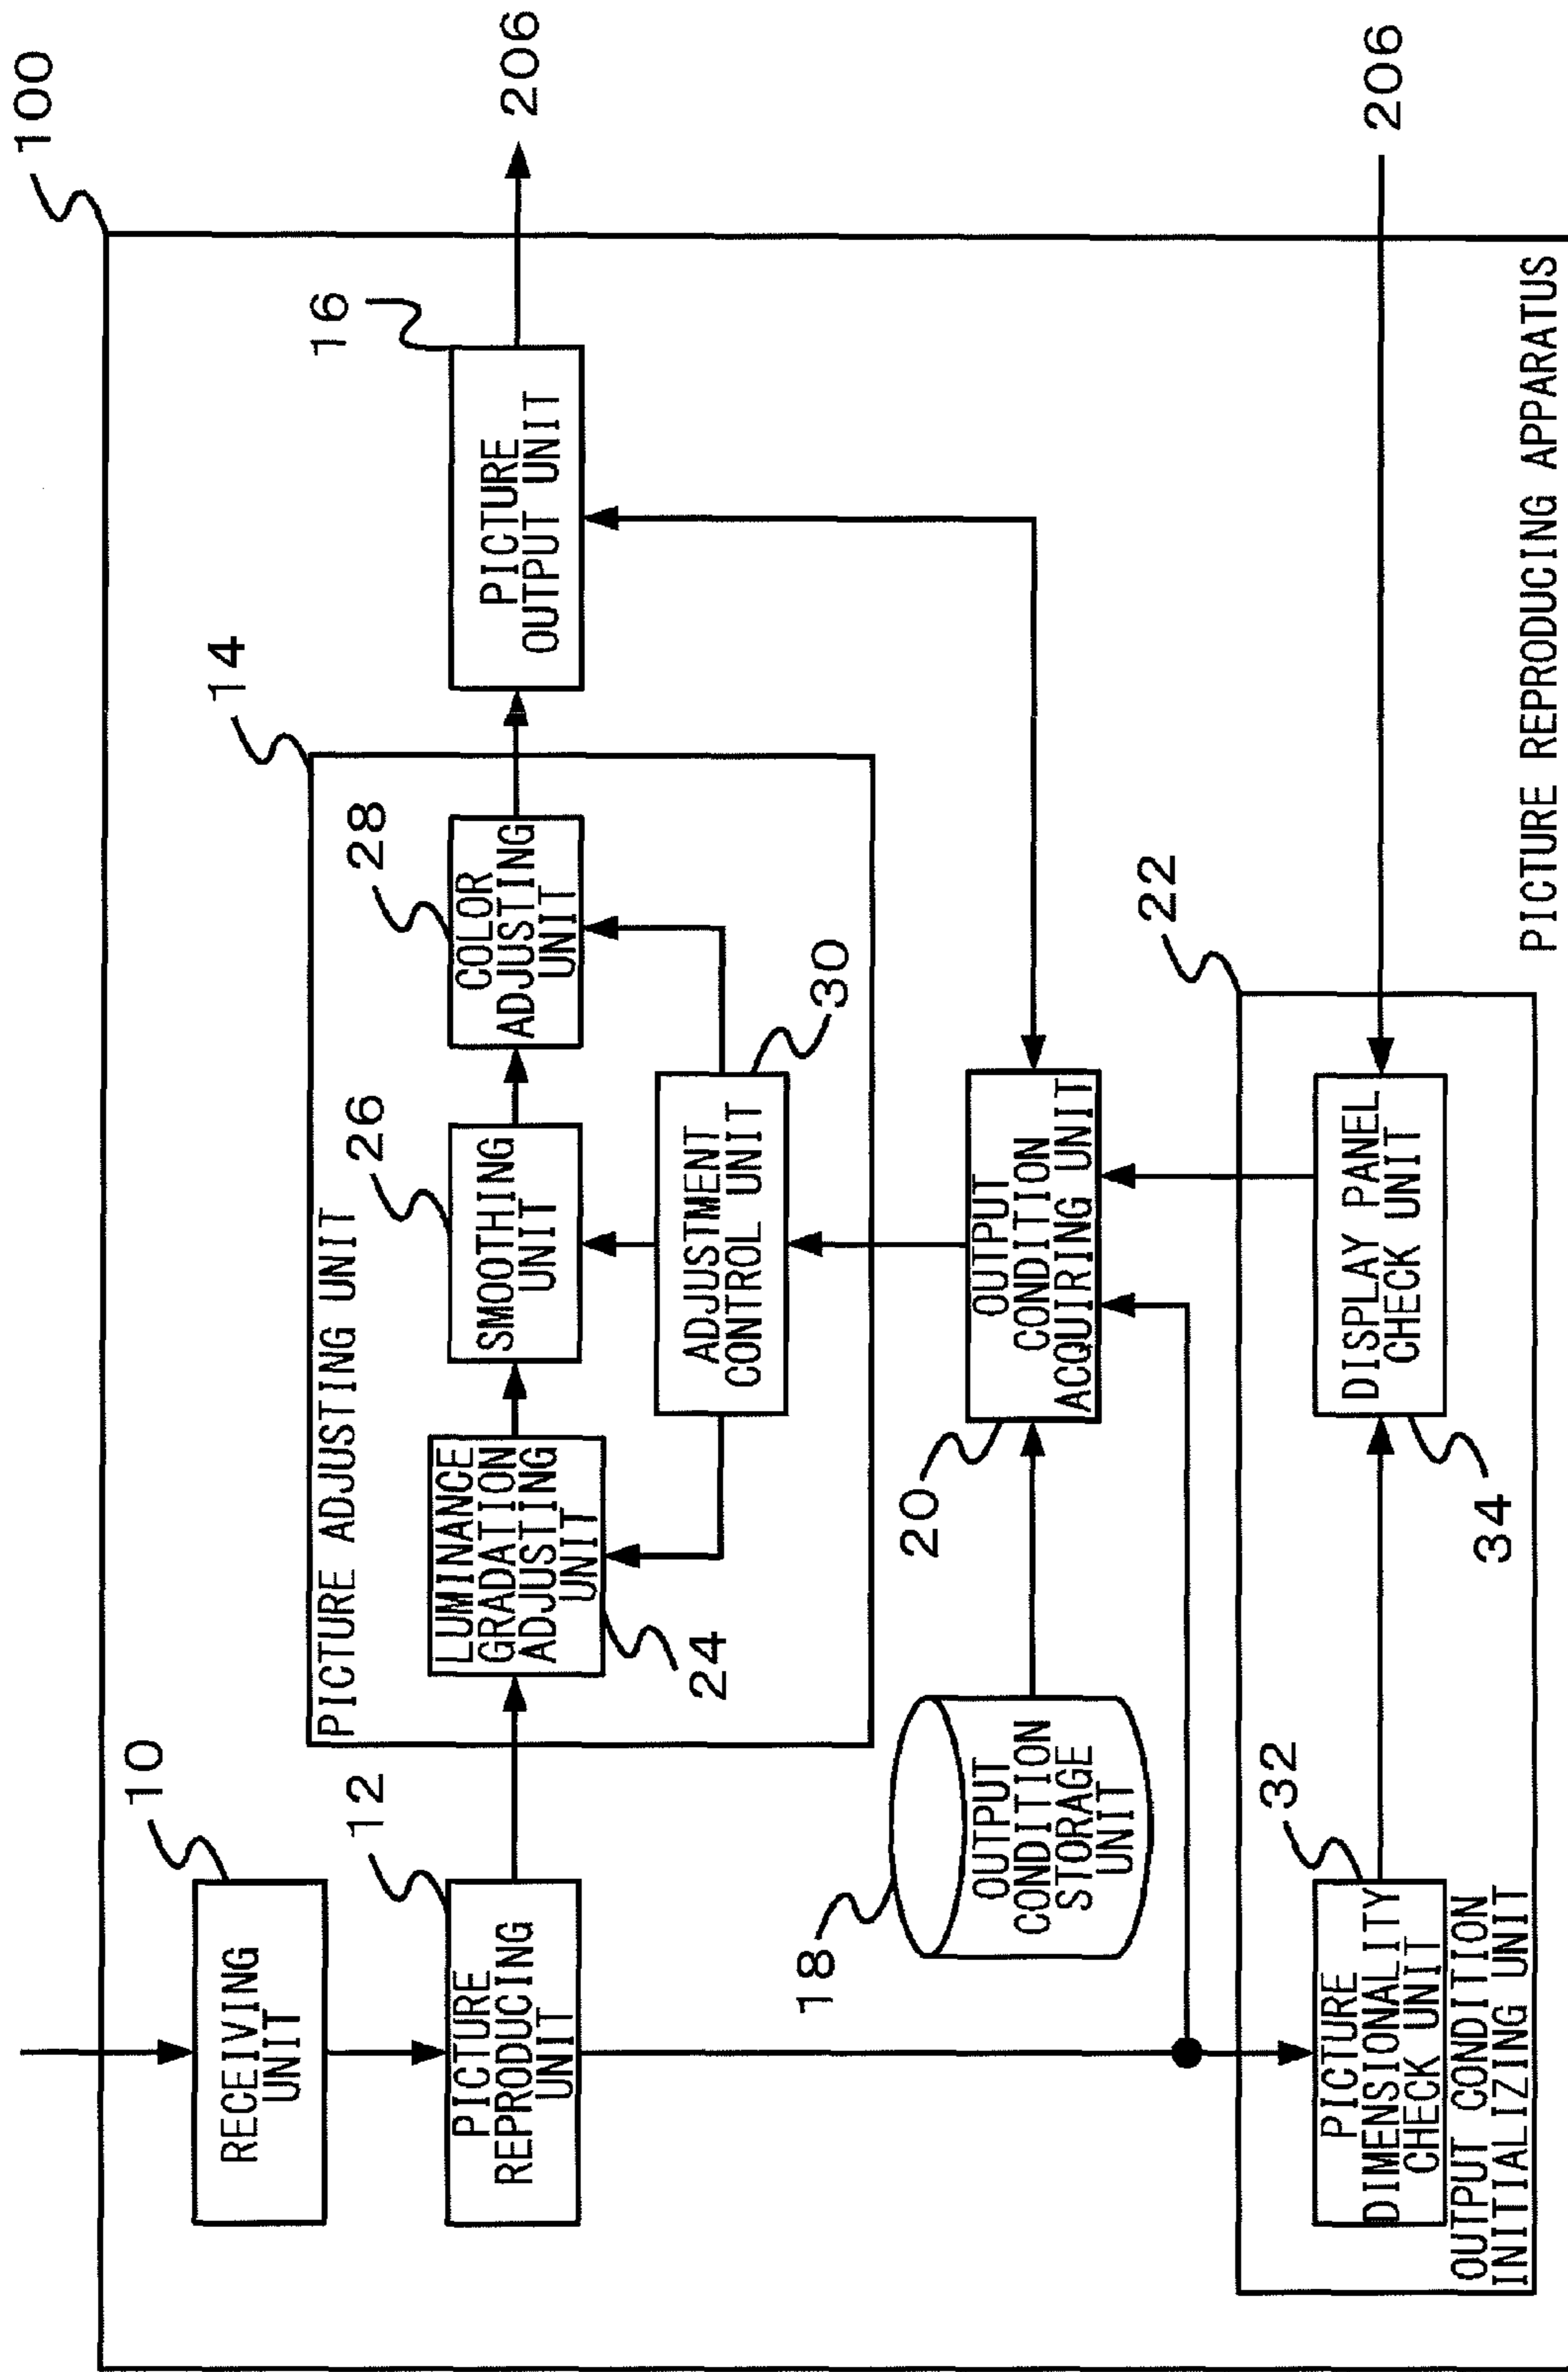 100
10
RECEIVING
UNIT
12
PICTURE
REPRODUCING
UNIT
14
PICTURE ADJUSTING UNIT
LUMINANCE
GRADATION
ADJUSTING
UNIT
24
26
SMOOTHING
UNIT
28
COLOR
ADJUSTING
UNIT
ADJUSTMENT
CONTROL UNIT
30
16
PICTURE
OUTPUT UNIT
206
18
OUTPUT
CONDITION
STORAGE
UNIT
20
OUTPUT
CONDITION
ACQUIRING UNIT
22
32
PICTURE
DIMENSIONALITY
CHECK UNIT
DISPLAY PANEL
CHECK UNIT
34
206
OUTPUT CONDITION
INITIALIZING UNIT
PICTURE REPRODUCING APPARATUS